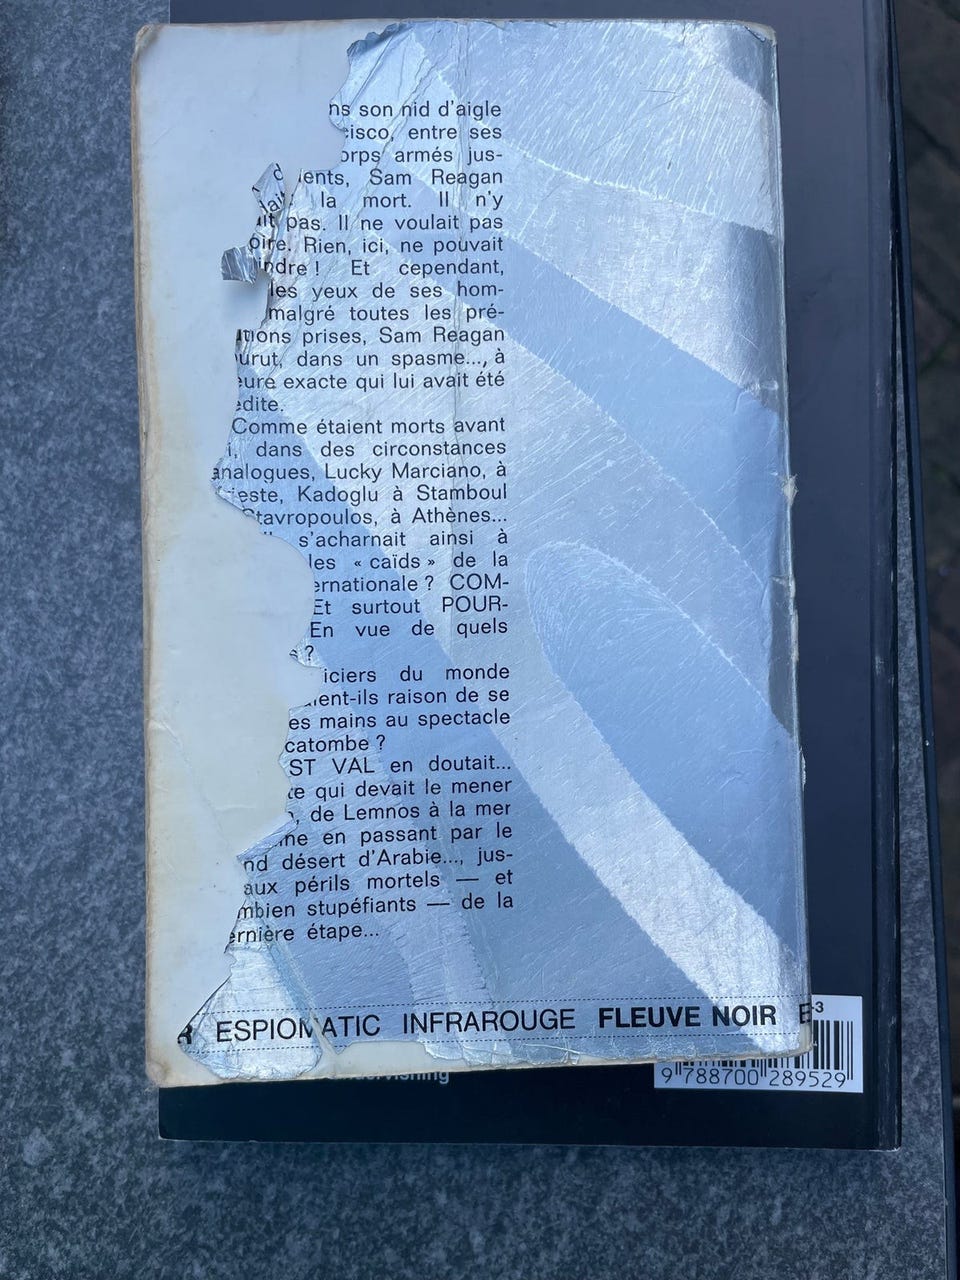 ns son nid d'aigle
cisco, entre ses
orps armés jus-
ents, Sam Reagan
la mort. Il n'y
it pas. Il ne voulait pas
oire. Rien, ici, ne pouvait
indre ! Et cependant,
les yeux de ses hom-
malgré toutes les pré-
tions prises, Sam Reagan
urut, dans un spasme..., à
eure exacte qui lui avait été
édite.
Comme étaient morts avant
i, dans des circonstances
analogues, Lucky Marciano, à
ieste, Kadoglu à Stamboul
Stavropoulos, à Athènes...
s'acharnait ainsi à
les « caïds » de la
ernationale ? COM-
Et surtout POUR-
En vue de quels
s ?
iciers du monde
ient-ils raison de se
es mains au spectacle
catombe ?
ST VAL en doutait...
te qui devait le mener
, de Lemnos à la mer
ne en passant par le
nd désert d'Arabie..., jus-
aux périls mortels — et
mbien stupéfiants — de la
ernière étape...
R ESPIOMATIC INFRAROUGE FLEUVE NOIR E
-3
9 788700 289529